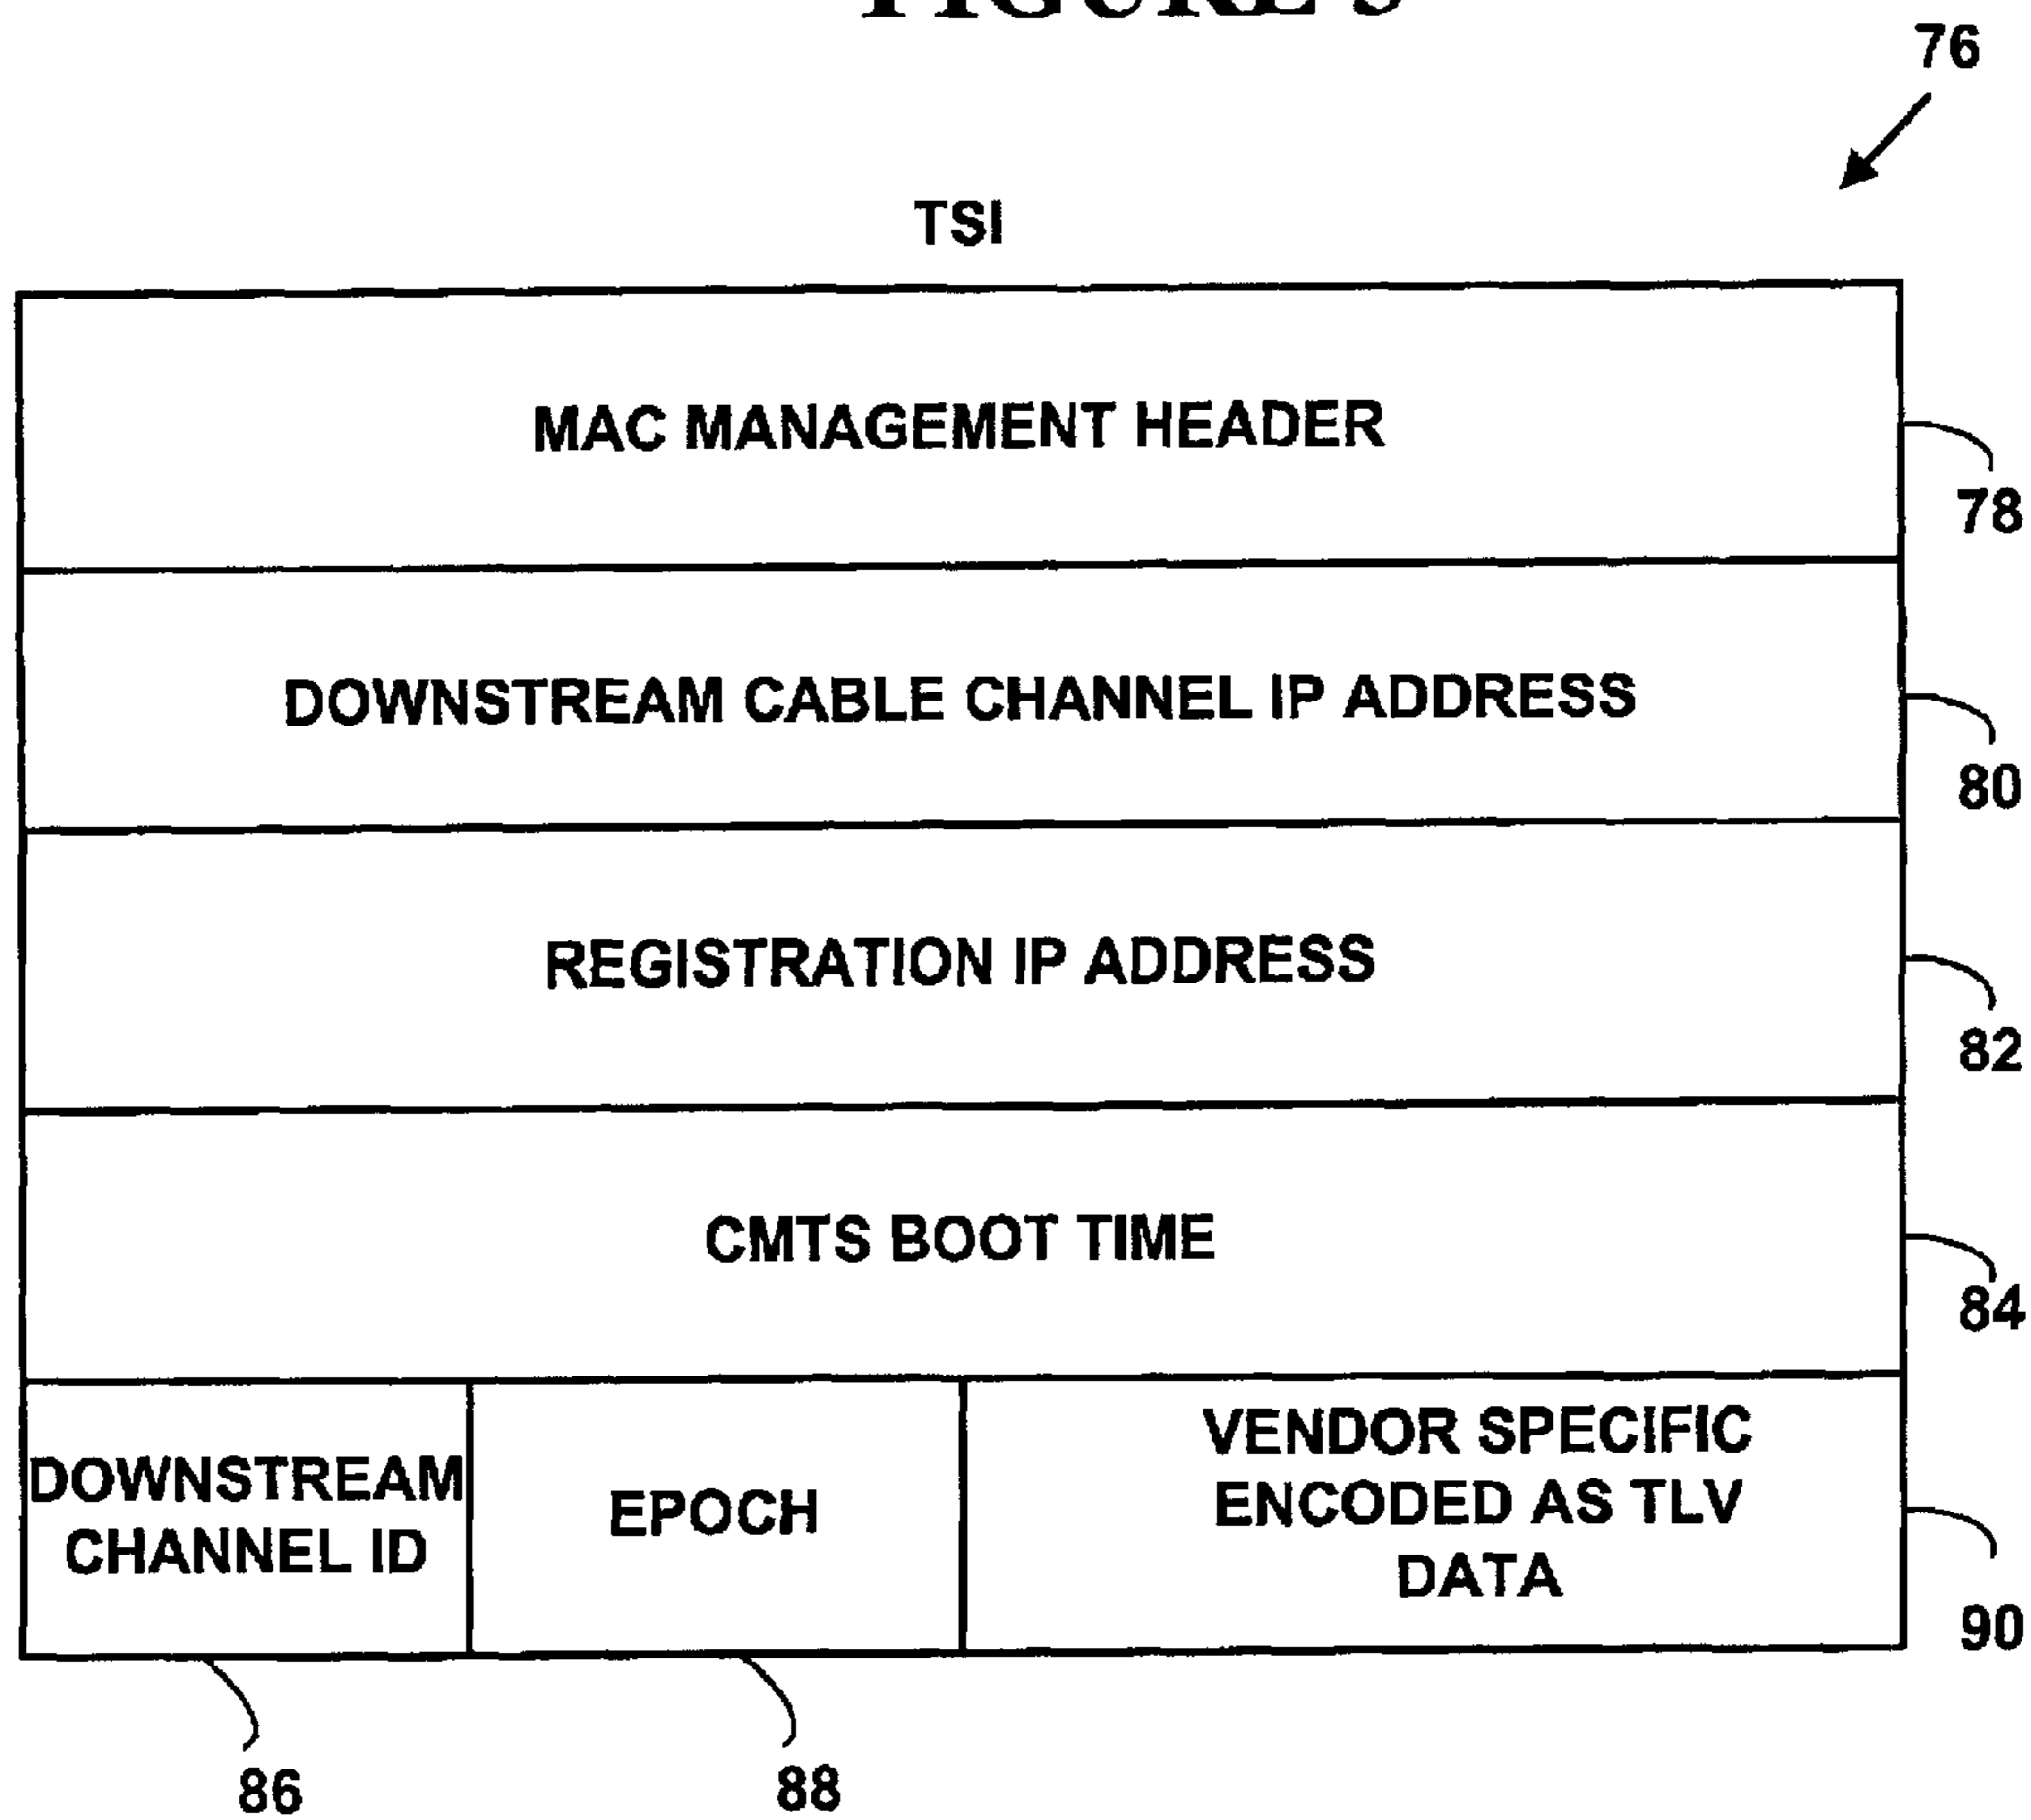 76
TSI
MAC MANAGEMENT HEADER
78
DOWNSTREAM CABLE CHANNEL IP ADDRESS
80
REGISTRATION IP ADDRESS
82
CMTS BOOT TIME
84
DOWNSTREAM
CHANNEL ID
EPOCH
VENDOR SPECIFIC
ENCODED AS TLV
DATA
90
86
88